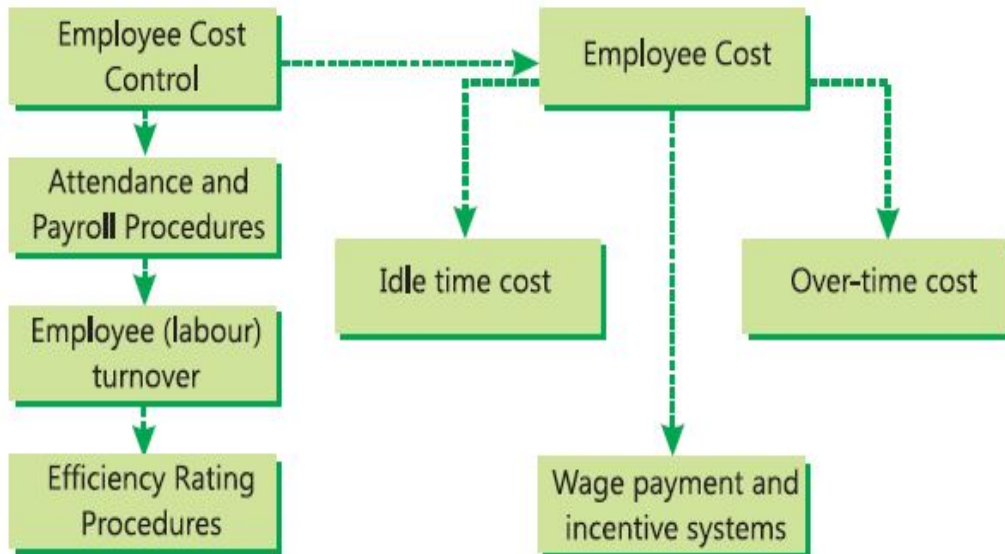 Employee Cost
Control
Employee Cost
Attendance and
Payroll Procedures
Idle time cost
Over-time cost
Employee (labour)
turnover
Efficiency Rating
Procedures
Wage payment and
incentive systems